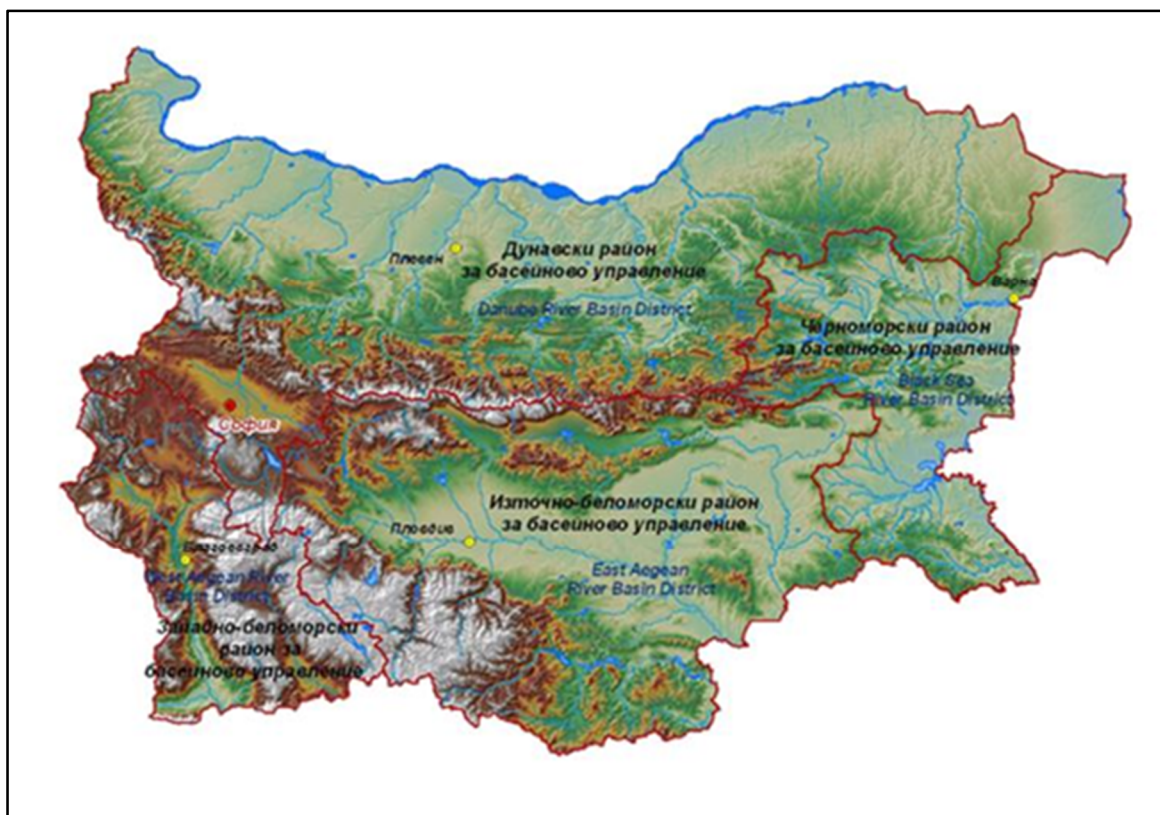 Дунавски район
за басейново управление
Плевен
Danube River Basin District
Варна
Черноморски район
за басейново управление
Black Sea
River Basin District
София
Източно-беломорски район
за басейново управление
Пловдив
East Aegean
River Basin District
Благоевград
West Aegean River
Basin District
Западно-беломорски
район за
басейново управление